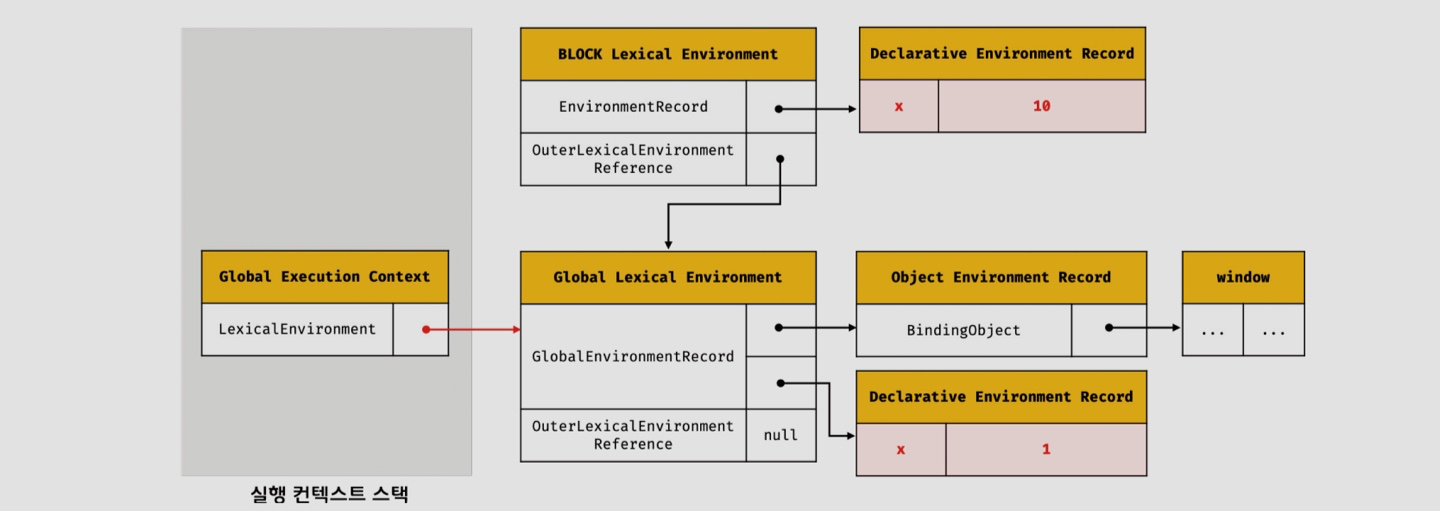 BLOCK Lexical Environment
EnvironmentRecord
OuterLexicalEnvironment
Reference
Declarative Environment Record
x
10
Global Execution Context
LexicalEnvironment
Global Lexical Environment
GlobalEnvironmentRecord
OuterLexicalEnvironment
Reference
null
Object Environment Record
BindingObject
window
...
...
Declarative Environment Record
x
1
실행 컨텍스트 스택